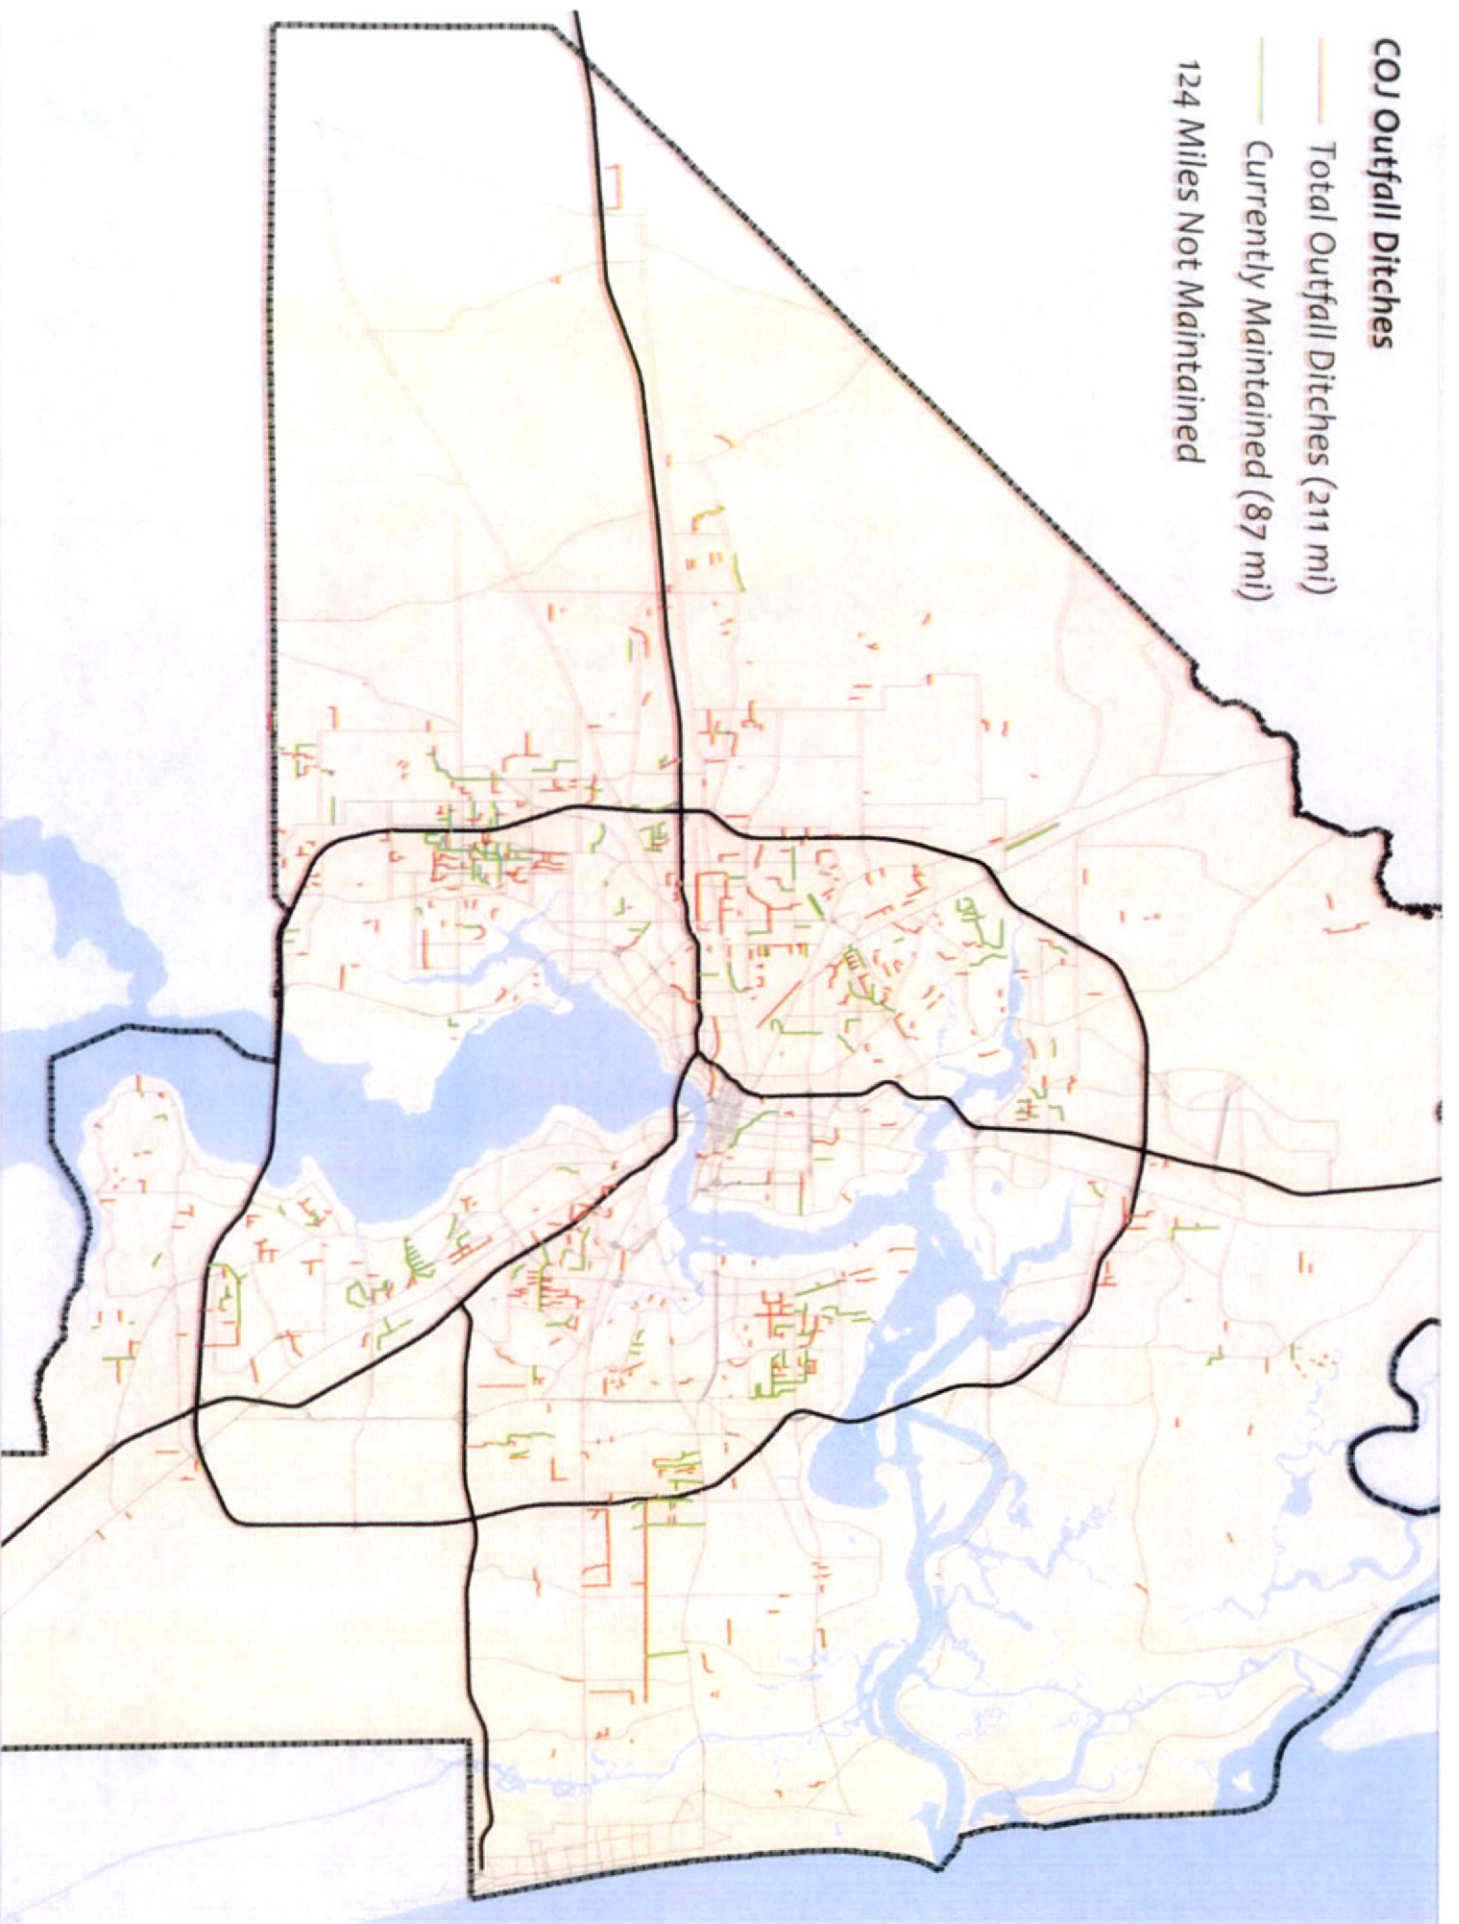 COJ Outfall Ditches
Total Outfall Ditches (211 mi)
Currently Maintained (87 mi)
124 Miles Not Maintained